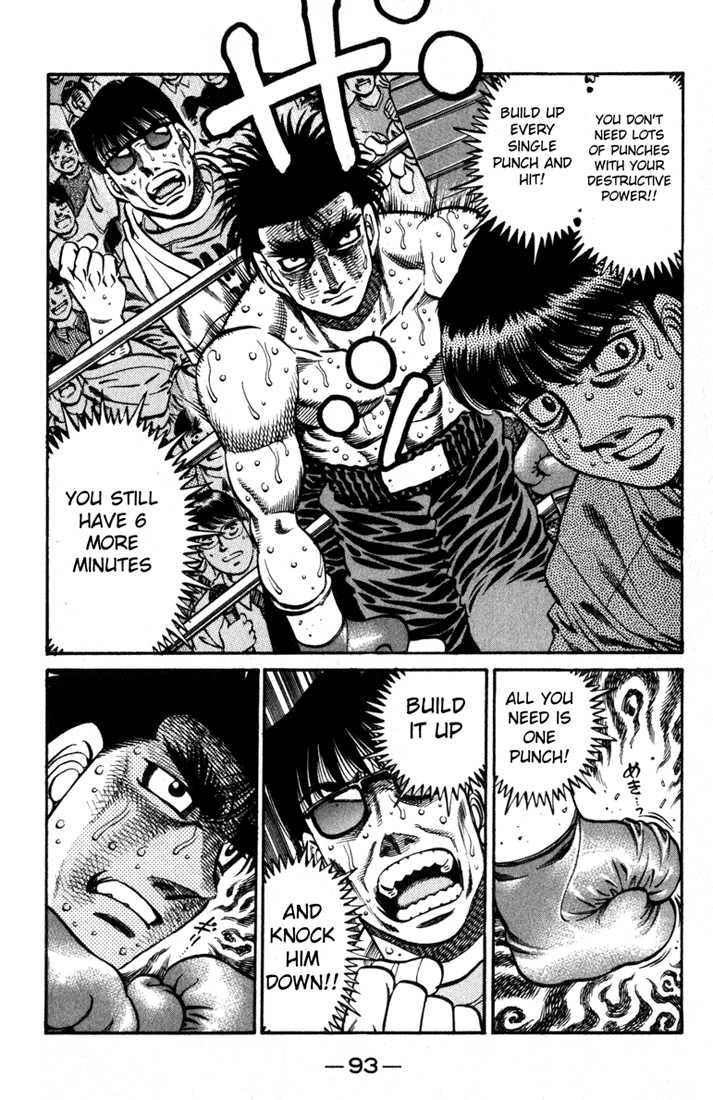 YOU DON'T
NEED LOTS
OF PUNCHES
WITH YOUR
DESTRUCTIVE
POWER!!
BUILD UP
EVERY
SINGLE
PUNCH AND
HIT!
ザッ
YOU STILL
HAVE 6
MORE
MINUTES
ALL YOU
NEED IS
ONE
PUNCH!
めき…っ
BUILD
IT UP
AND
KNOCK
HIM
DOWN!!
—93—